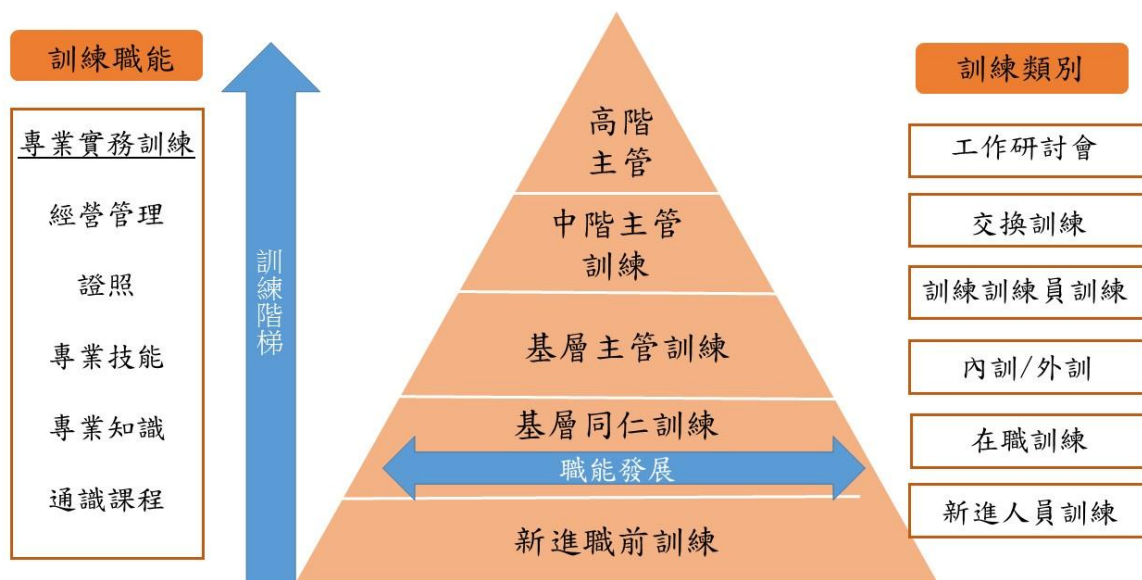 訓練職能
專業實務訓練
經營管理
證照
專業技能
專業知識
通識課程
訓練階梯
高階
主管
中階主管
訓練
基層主管訓練
基層同仁訓練
職能發展
新進職前訓練
訓練類別
工作研討會
交換訓練
訓練訓練員訓練
內訓/外訓
在職訓練
新進人員訓練